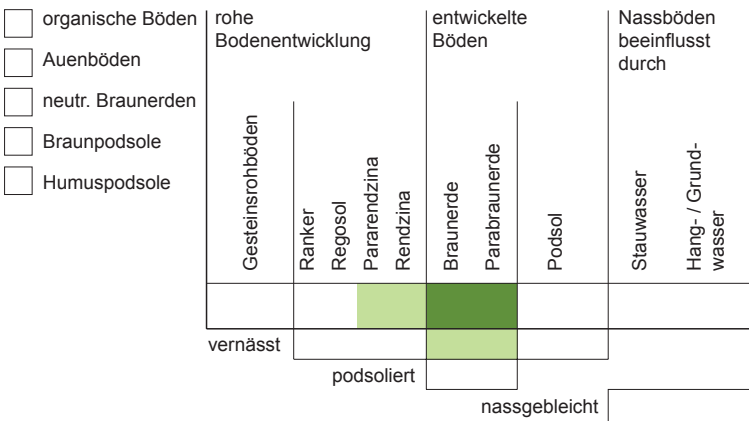 organische Böden
Auenböden
neutr. Braunerden
Braunpodsole
Humuspodsole
rohe
Bodenentwicklung
entwickelte
Böden
Nassböden
beeinflusst
durch
Gesteinsrohböden
Ranker
Regosol
Pararendzina
Rendzina
Braunerde
Parabraunerde
Podsol
Stauwasser
Hang- / Grund-
wasser
vernässt
podsoliert
nassgebleicht